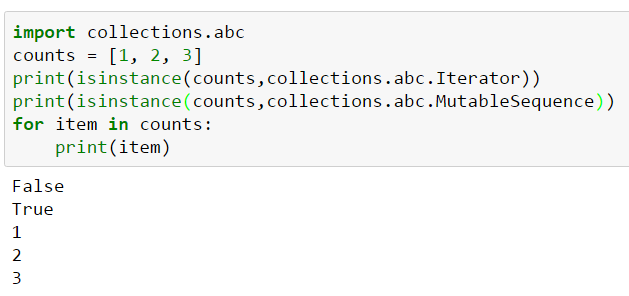 import collections.abc
counts = [1, 2, 3]
print(isinstance(counts,collections.abc.Iterator))
print(isinstance(counts,collections.abc.MutableSequence))
for item in counts:
    print(item)
False
True
1
2
3